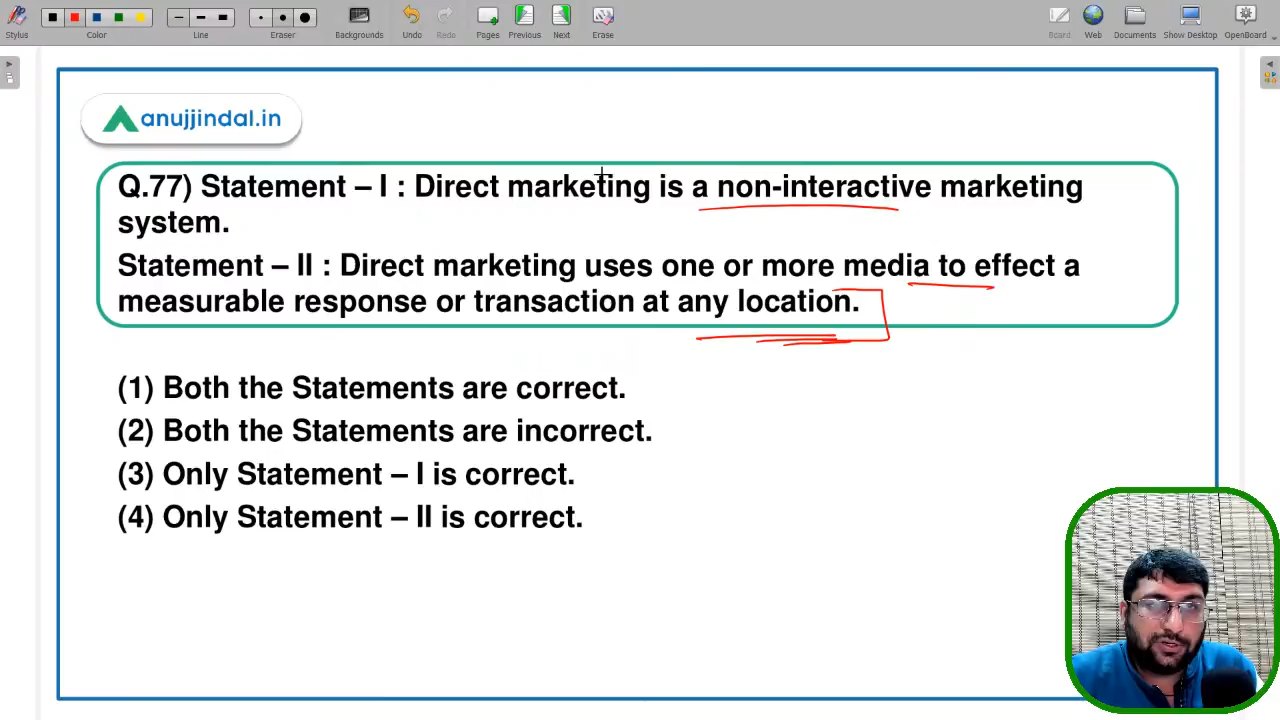 Stylus
Color
Line
Eraser
Backgrounds
Undo
Redo
Pages
Previous
Next
Erase
Board
Web
Documents
Show Desktop
OpenBoard
anujjindal.in
Q.77) Statement – I : Direct marketing is a non-interactive marketing
system.
Statement – II : Direct marketing uses one or more media to effect a
measurable response or transaction at any location.
(1) Both the Statements are correct.
(2) Both the Statements are incorrect.
(3) Only Statement – I is correct.
(4) Only Statement – II is correct.